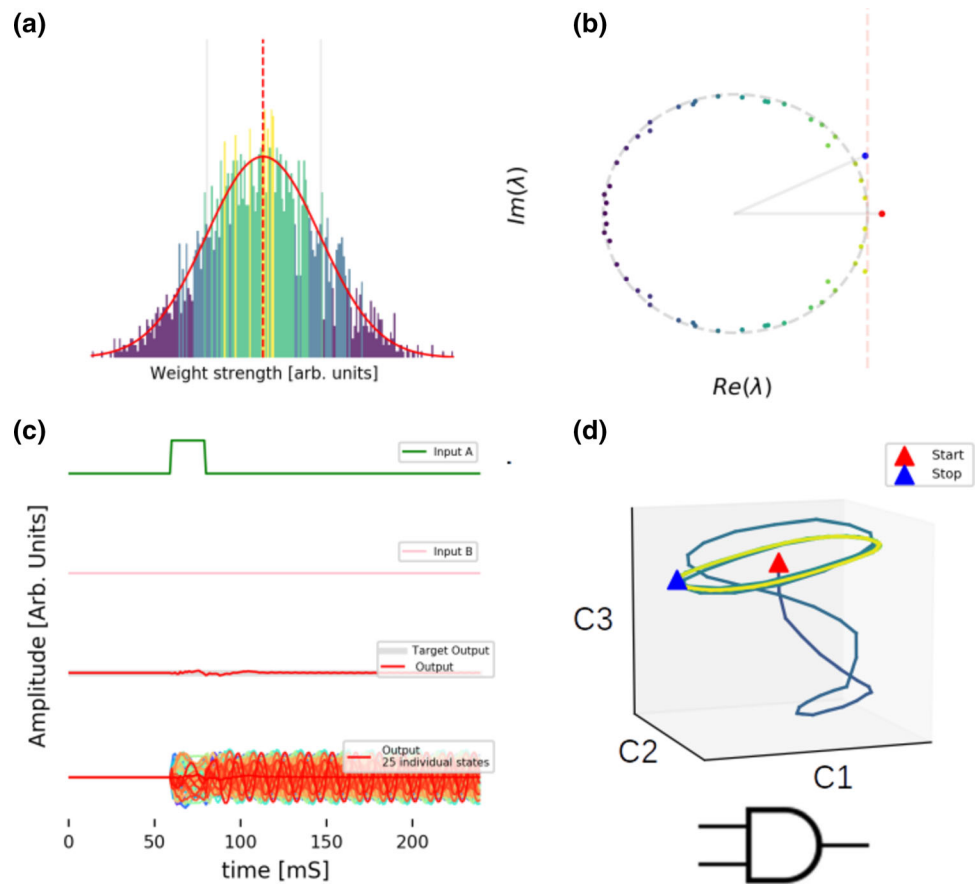 (a)
Weight strength [arb. units]
(b)
Im(λ)
Re(λ)
(c)
Input A
Input B
Target Output
Output
Output
25 individual states
Amplitude [Arb. Units]
0 50 100 150 200
time [mS]
(d)
Start
Stop
C3
C2
C1